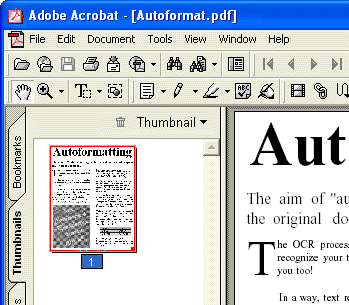 Adobe Acrobat - [Autoformat.pdf]
File Edit Document Tools View Window Help
Thumbnail
Bookmarks
Thumbnails
Autoformatting
1
Aut
The aim of "au
the original do
The OCR proces
recognize your t
you too!
In a way, text r